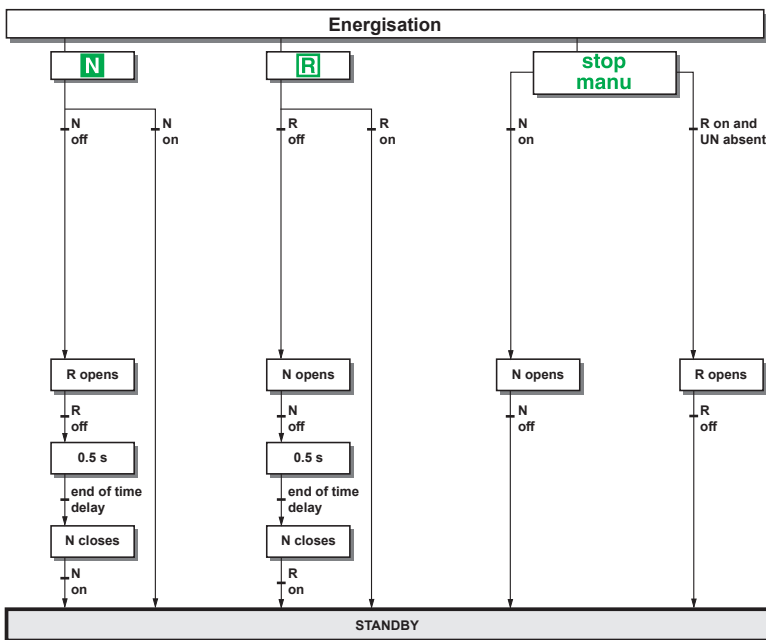 Energisation
N
R
stop
manu
N
off
N
on
R
off
R
on
N
on
R on and
UN absent
R opens
N opens
N opens
R opens
R
off
N
off
N
off
R
off
0.5 s
0.5 s
end of time
delay
end of time
delay
N closes
N closes
N
on
R
on
STANDBY